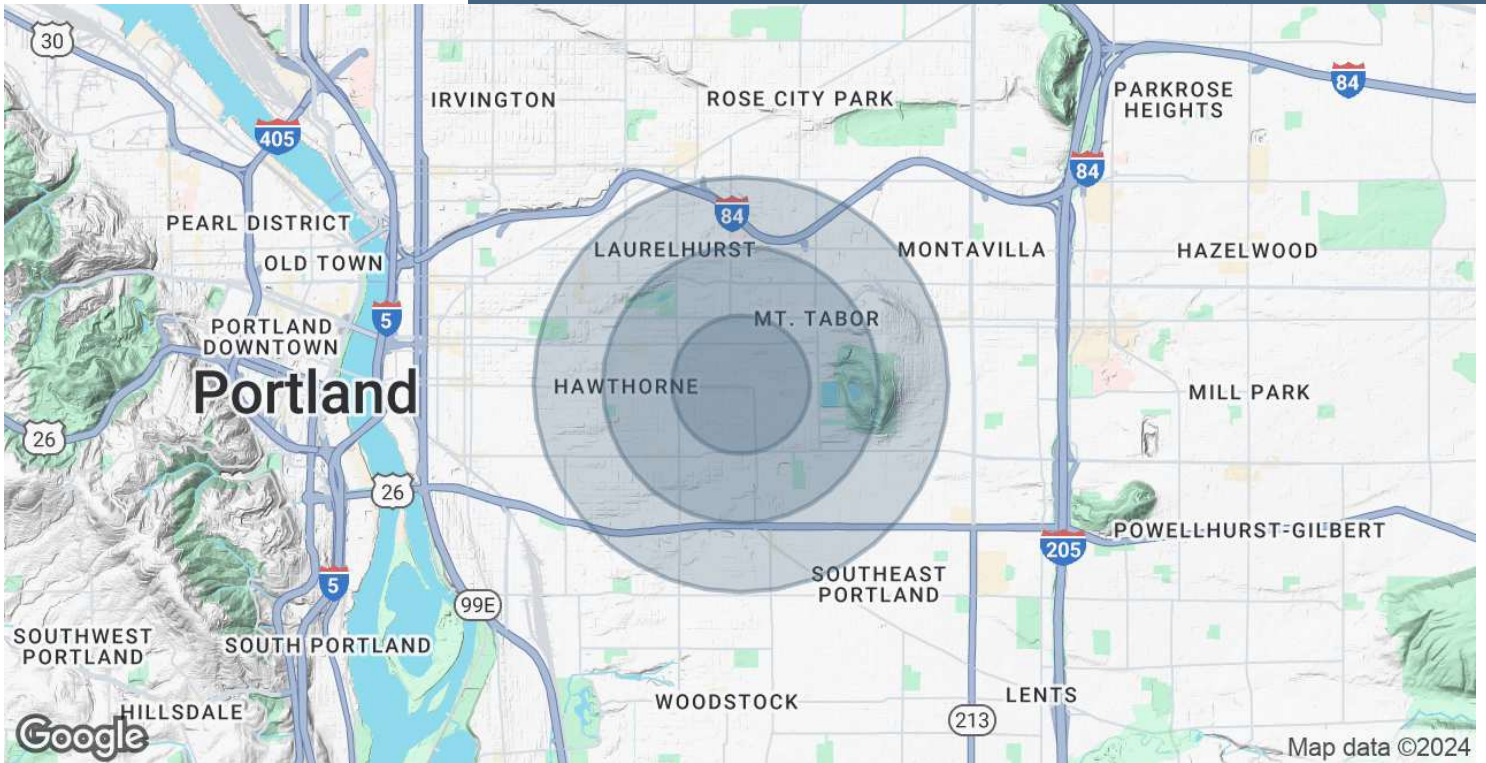 30
IRVINGTON
ROSE CITY PARK
PARKROSE
HEIGHTS
84
405
84
PEARL DISTRICT
84
LAURELHURST
MONTAVILLA
HAZELWOOD
OLD TOWN
5
MT. TABOR
PORTLAND
DOWNTOWN
Portland
HAWTHORNE
MILL PARK
26
26
POWELLHURST-GILBERT
205
SOUTHEAST
PORTLAND
5
99E
SOUTHWEST
PORTLAND
SOUTH PORTLAND
WOODSTOCK
LENTS
213
HILLSDALE
Google
Map data ©2024